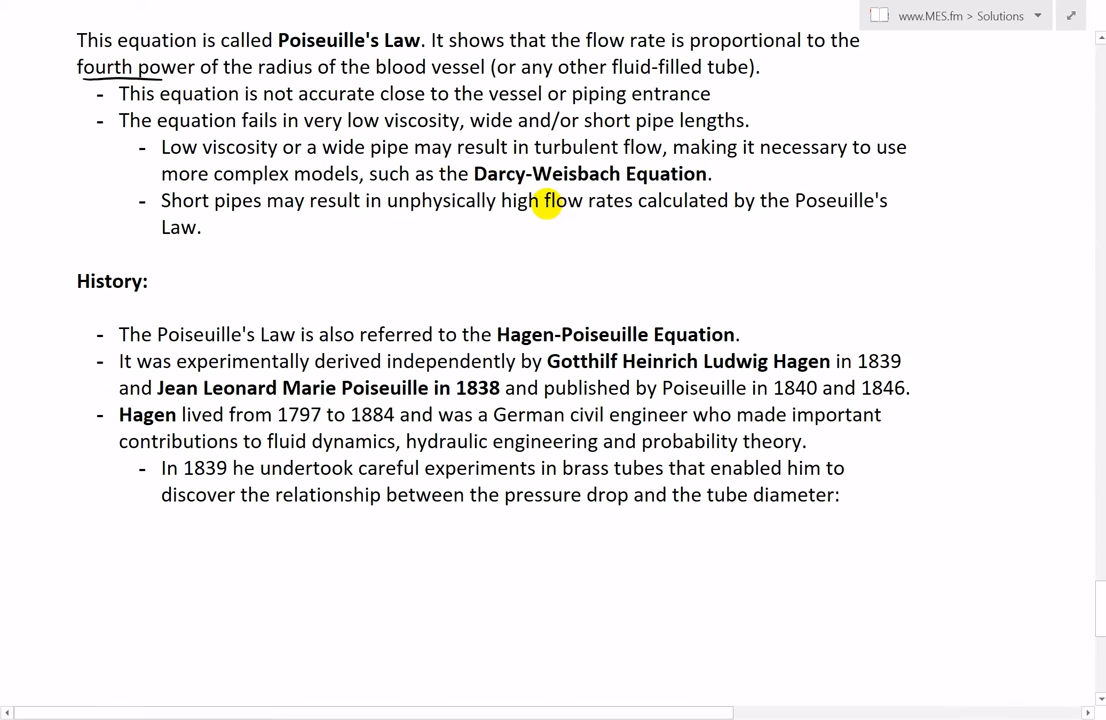 www.MES.fm > Solutions
This equation is called Poiseuille's Law. It shows that the flow rate is proportional to the
fourth power of the radius of the blood vessel (or any other fluid-filled tube).
- This equation is not accurate close to the vessel or piping entrance
- The equation fails in very low viscosity, wide and/or short pipe lengths.
- Low viscosity or a wide pipe may result in turbulent flow, making it necessary to use
more complex models, such as the Darcy-Weisbach Equation.
- Short pipes may result in unphysically high flow rates calculated by the Poseuille's
Law.
History:
- The Poiseuille's Law is also referred to the Hagen-Poiseuille Equation.
- It was experimentally derived independently by Gotthilf Heinrich Ludwig Hagen in 1839
and Jean Leonard Marie Poiseuille in 1838 and published by Poiseuille in 1840 and 1846.
- Hagen lived from 1797 to 1884 and was a German civil engineer who made important
contributions to fluid dynamics, hydraulic engineering and probability theory.
- In 1839 he undertook careful experiments in brass tubes that enabled him to
discover the relationship between the pressure drop and the tube diameter: